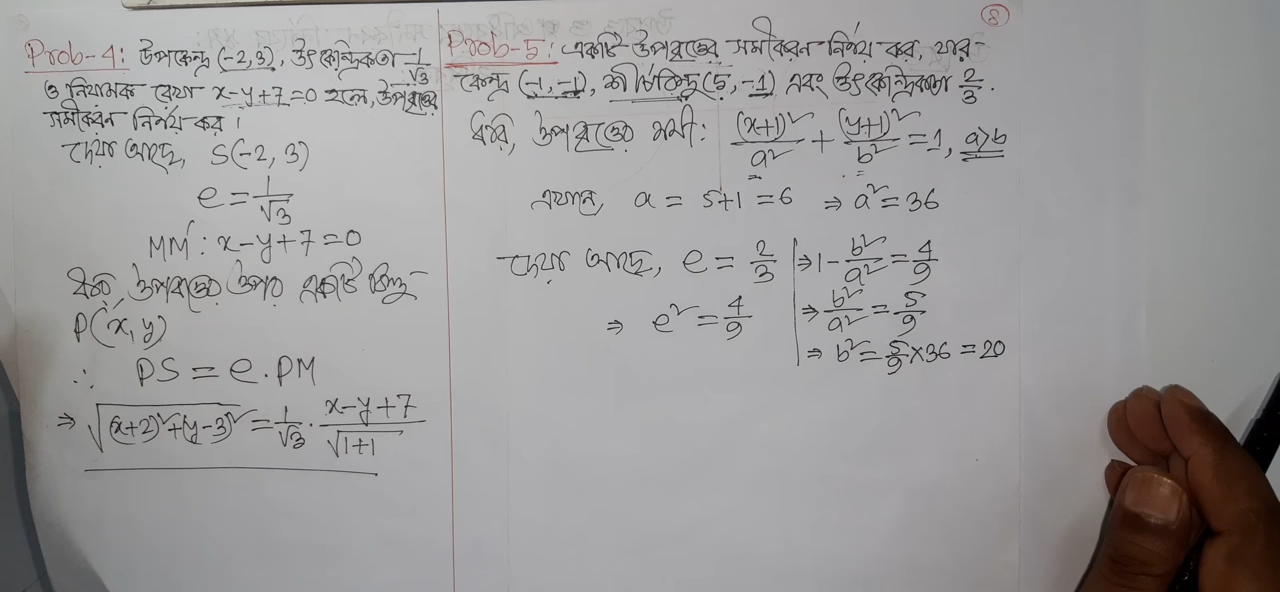 8
Prob-4: উপকেন্দ্র (-2,3), উৎকেন্দ্রিকতা 1/√3
ও নিয়ামক রেখা x-y+7=0 হলে, উপবৃত্তের
সমীকরন নির্ণয় কর।
দেয়া আছে, S(-2, 3)
e = 1/√3
MM′: x-y+7=0
ধরি, উপবৃত্তের উপর একটি বিন্দু
P(x,y)
∴ PS = e.PM
⇒ √((x+2)²+(y-3)²) = 1/√3 · (x-y+7)/√(1+1)
Prob-5: একটি উপবৃত্তের সমীকরন নির্ণয় কর, যার
কেন্দ্র (-1, -1), শীর্ষবিন্দু (5, -1) এবং উৎকেন্দ্রিকতা 2/3.
ধরি, উপবৃত্তের সমী: (x+1)²/a² + (y+1)²/b² = 1, a>b
এখানে, a = 5+1 = 6 ⇒ a² = 36
দেয়া আছে, e = 2/3
⇒ e² = 4/9
⇒ 1 - b²/a² = 4/9
⇒ b²/a² = 5/9
⇒ b² = 5/9 × 36 = 20